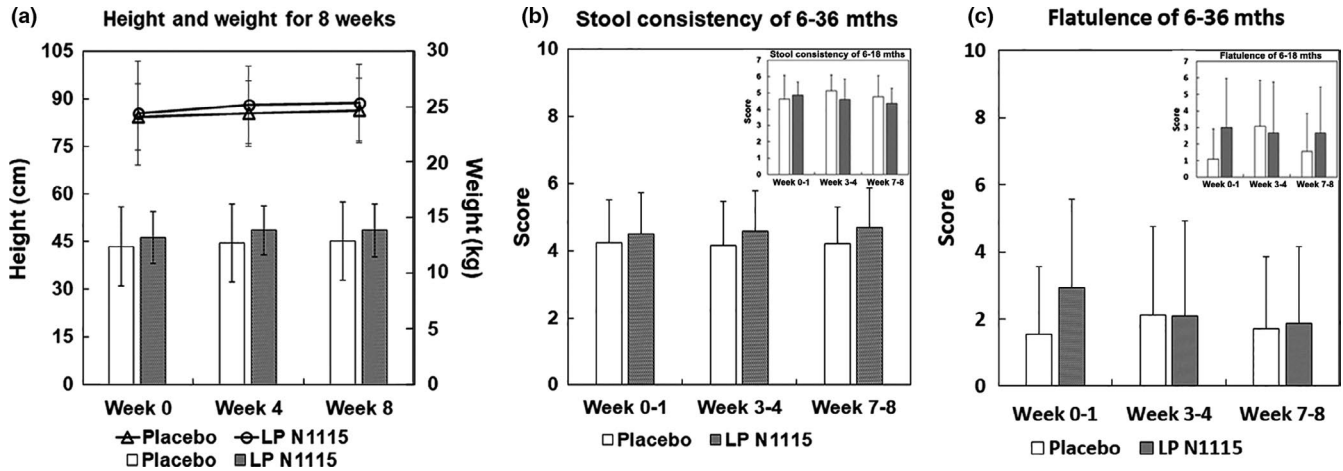 (a)
Height and weight for 8 weeks
Height (cm)
105
90
75
60
45
30
15
0
Weight (kg)
30
25
20
15
10
5
0
Week 0 Week 4 Week 8
Placebo LP N1115
Placebo LP N1115
(b)
Stool consistency of 6-36 mths
Score
10
8
6
4
2
0
Week 0-1 Week 3-4 Week 7-8
Placebo LP N1115
Stool consistency of 6-18 mths
Score
7
6
5
4
3
2
1
0
Week 0-1 Week 3-4 Week 7-8
(c)
Flatulence of 6-36 mths
Score
10
8
6
4
2
0
Week 0-1 Week 3-4 Week 7-8
Placebo LP N1115
Flatulence of 6-18 mths
Score
7
6
5
4
3
2
1
0
Week 0-1 Week 3-4 Week 7-8